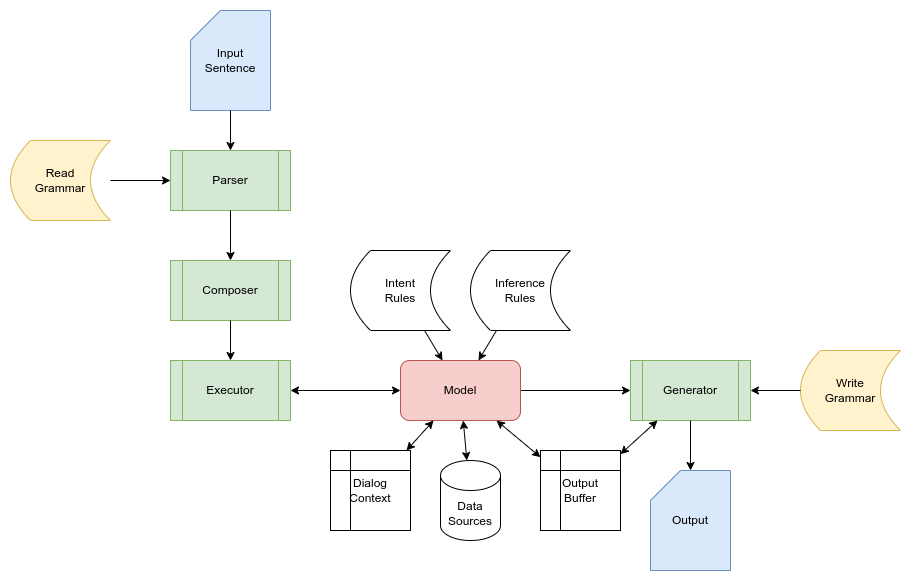 Input
Sentence
Read
Grammar
Parser
Composer
Intent
Rules
Inference
Rules
Executor
Model
Generator
Write
Grammar
Dialog
Context
Data
Sources
Output
Buffer
Output